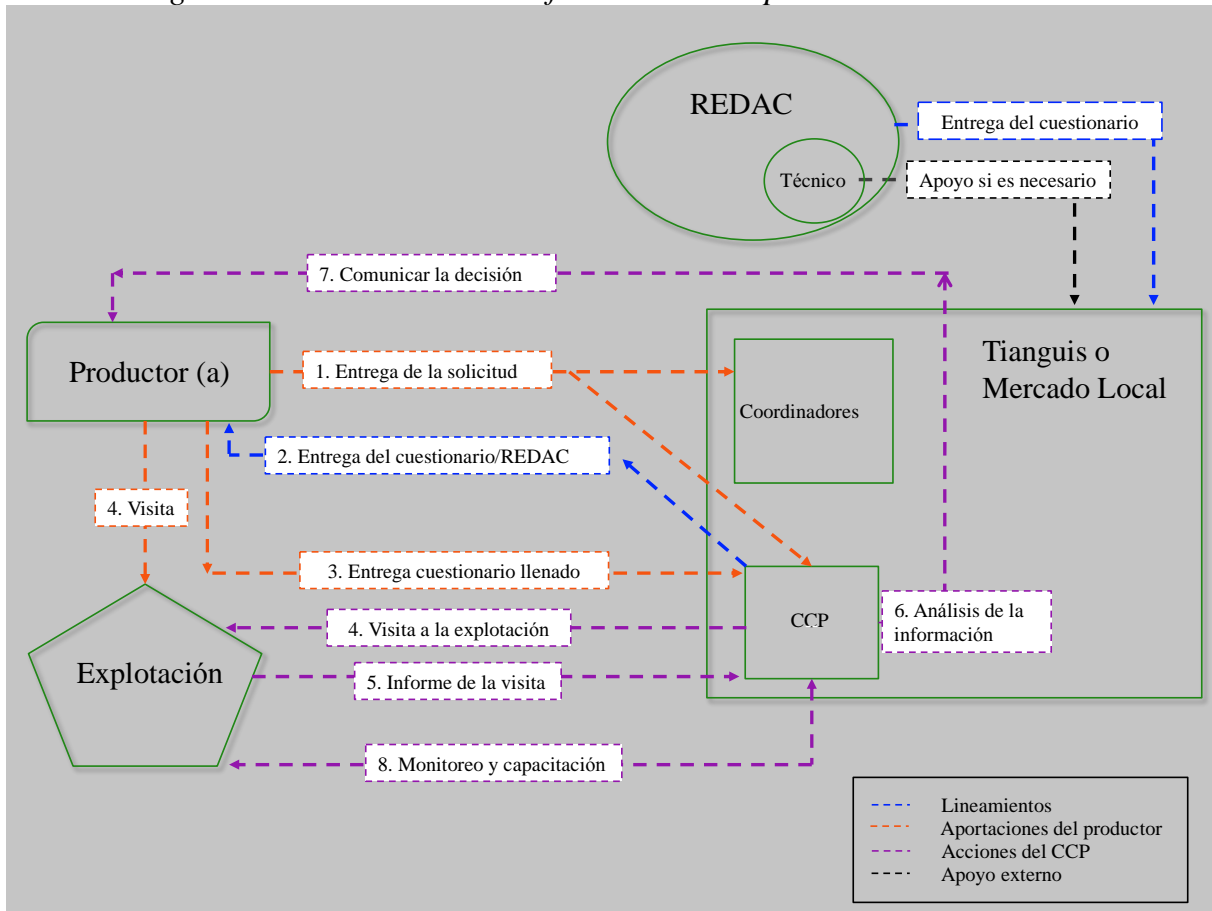 REDAC
Entrega del cuestionario
Técnico
Apoyo si es necesario
7. Comunicar la decisión
Productor (a)
1. Entrega de la solicitud
Tianguis o
Mercado Local
Coordinadores
2. Entrega del cuestionario/REDAC
4. Visita
3. Entrega cuestionario llenado
CCP
6. Análisis de la
información
4. Visita a la explotación
Explotación
5. Informe de la visita
8. Monitoreo y capacitación
Lineamientos
Aportaciones del productor
Acciones del CCP
Apoyo externo